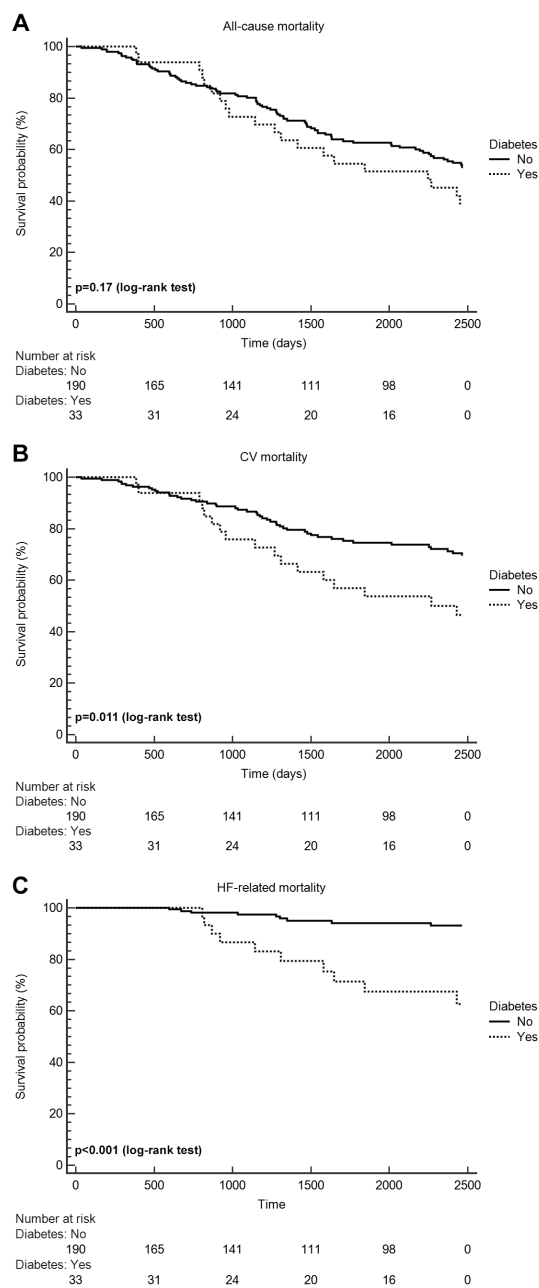 A
All-cause mortality
Survival probability (%)
100
80
60
40
20
0
p=0.17 (log-rank test)
0 500 1000 1500 2000 2500
Time (days)
Diabetes
No
Yes
Number at risk
Diabetes: No
190 165 141 111 98 0
Diabetes: Yes
33 31 24 20 16 0
B
CV mortality
Survival probability (%)
100
80
60
40
20
0
p=0.011 (log-rank test)
0 500 1000 1500 2000 2500
Time (days)
Diabetes
No
Yes
Number at risk
Diabetes: No
190 165 141 111 98 0
Diabetes: Yes
33 31 24 20 16 0
C
HF-related mortality
Survival probability (%)
100
80
60
40
20
0
p<0.001 (log-rank test)
0 500 1000 1500 2000 2500
Time
Diabetes
No
Yes
Number at risk
Diabetes: No
190 165 141 111 98 0
Diabetes: Yes
33 31 24 20 16 0